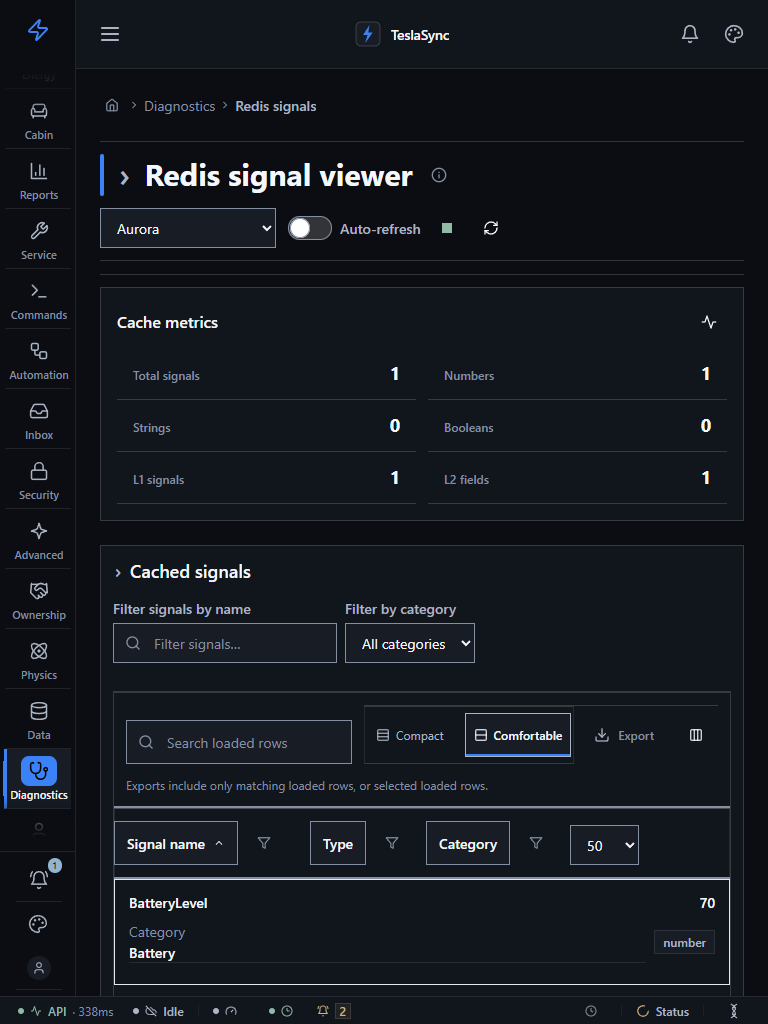 TeslaSync
Energy
Cabin
Reports
Service
Commands
Automation
Inbox
Security
Advanced
Ownership
Physics
Data
Diagnostics
1
Diagnostics
Redis signals
Redis signal viewer
Aurora
Auto-refresh
Cache metrics
Total signals 1
Numbers 1
Strings 0
Booleans 0
L1 signals 1
L2 fields 1
Cached signals
Filter signals by name
Filter by category
Filter signals...
All categories
Search loaded rows
Compact
Comfortable
Export
Exports include only matching loaded rows, or selected loaded rows.
Signal name
Type
Category
50
BatteryLevel 70
Category
Battery
number
API · 338ms
Idle
2
Status